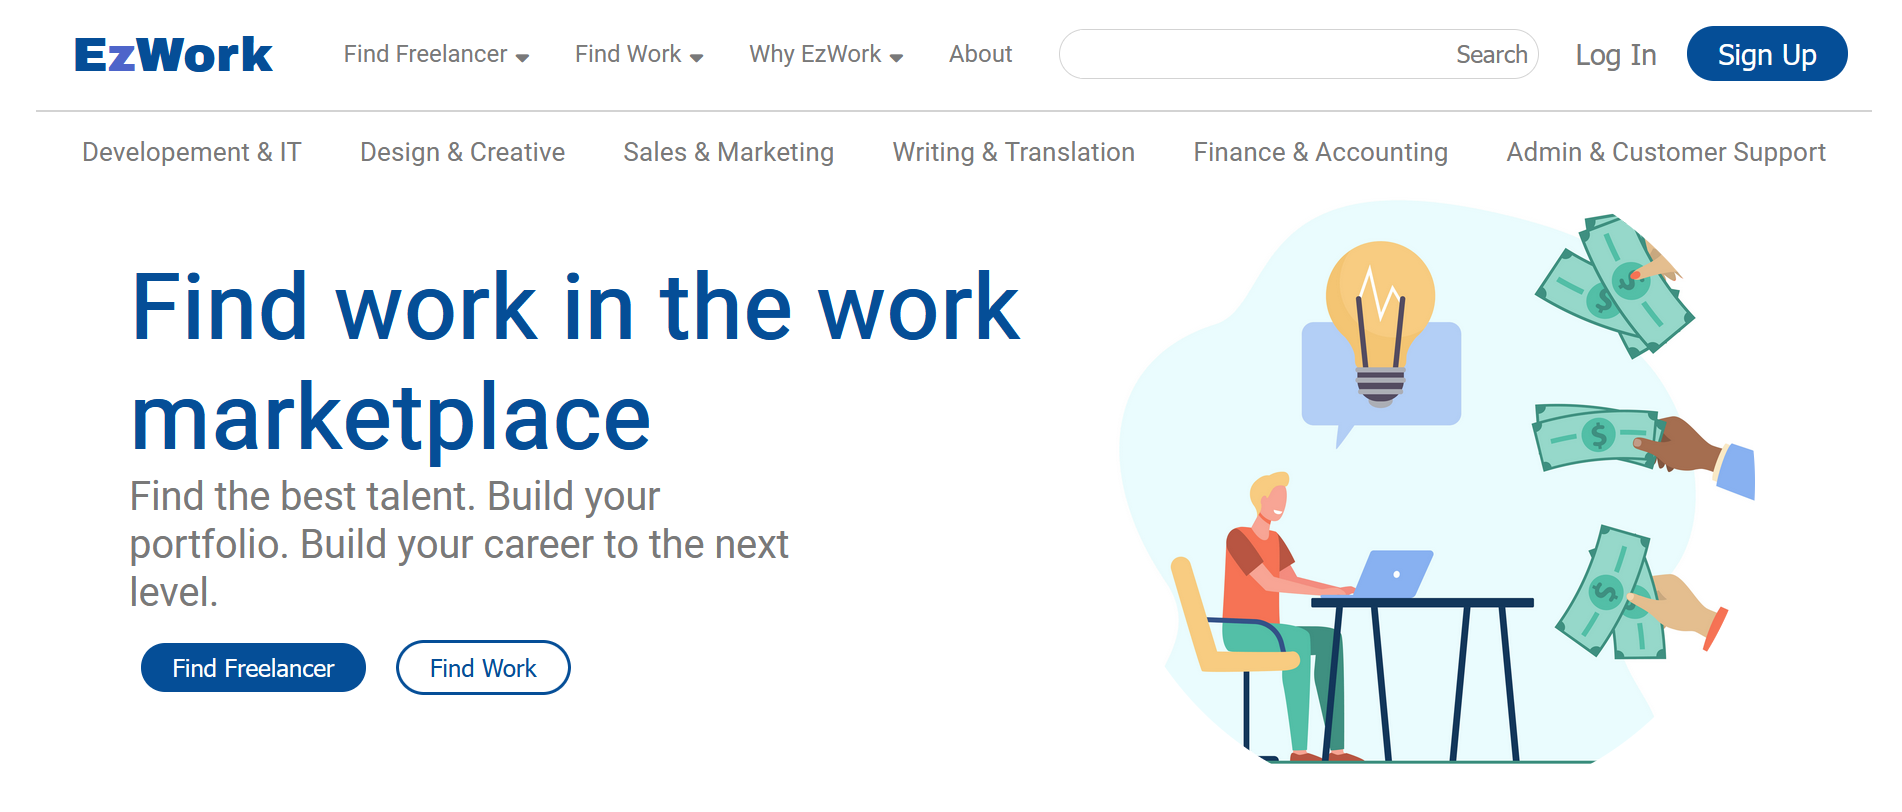 EzWork Find Freelancer Find Work Why EzWork About Search Log In Sign Up
Developement & IT Design & Creative Sales & Marketing Writing & Translation Finance & Accounting Admin & Customer Support
Find work in the work
marketplace
Find the best talent. Build your
portfolio. Build your career to the next
level.
Find Freelancer Find Work
$
$
$
$